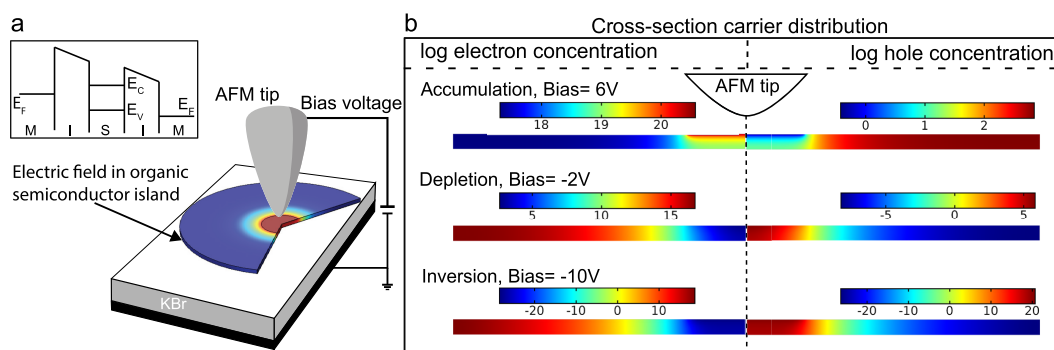 a
E_C
E_F
E_V
E_F
M I S I M
AFM tip
Bias voltage
Electric field in organic
semiconductor island
KBr
b
Cross-section carrier distribution
log electron concentration
log hole concentration
AFM tip
Accumulation, Bias= 6V
18 19 20
0 1 2
Depletion, Bias= -2V
5 10 15
-5 0 5
Inversion, Bias= -10V
-20 -10 0 10
-20 -10 0 10 20